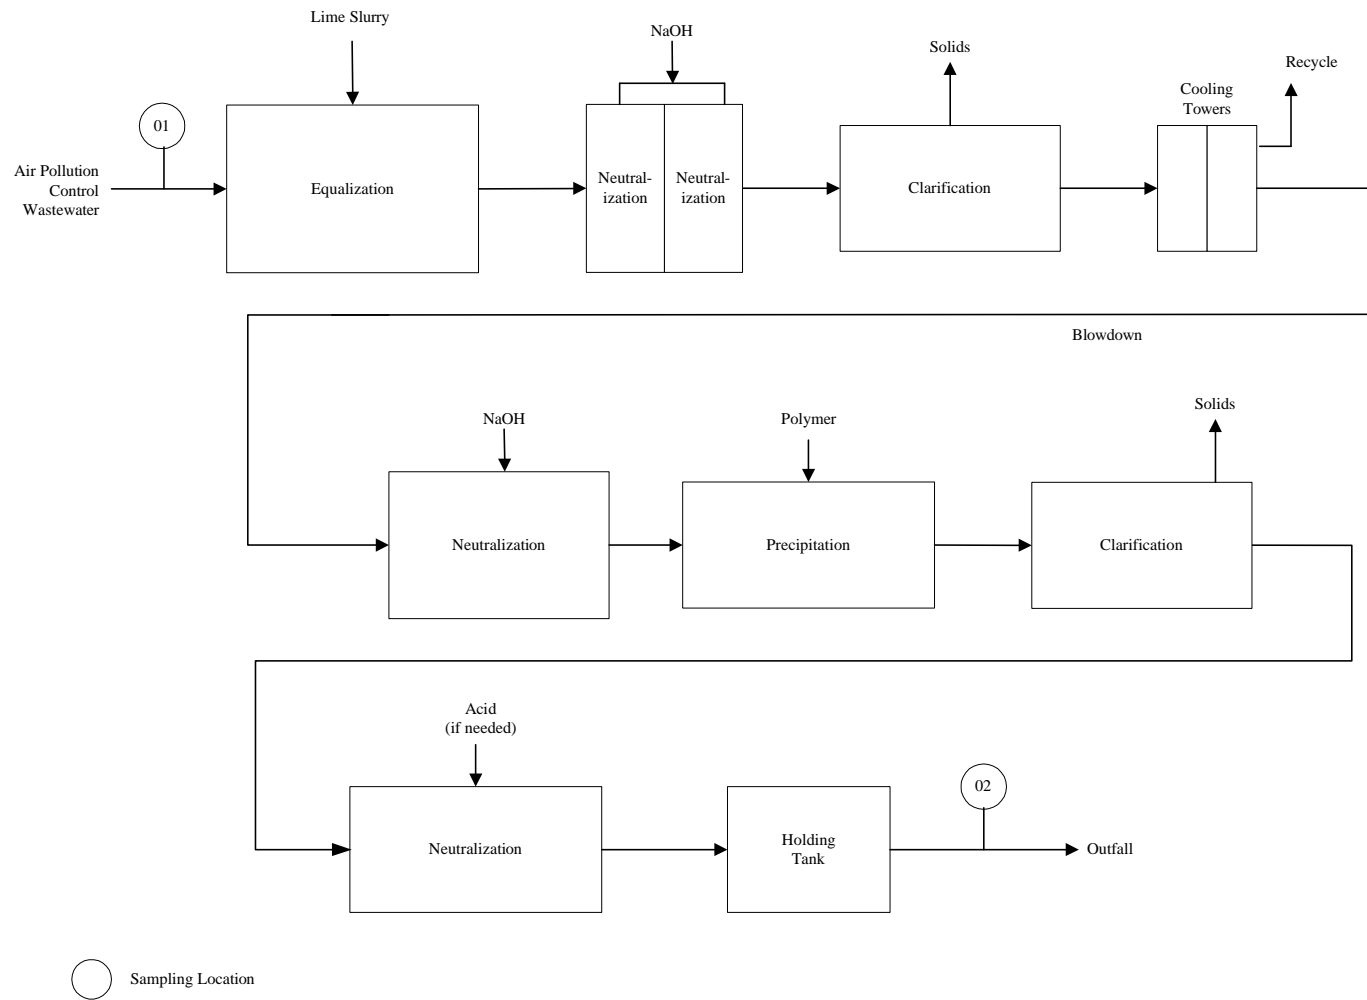 Lime Slurry
NaOH
Solids
Recycle
Cooling
Towers
01
Air Pollution
Control
Wastewater
Equalization
Neutral-
ization
Neutral-
ization
Clarification
Blowdown
NaOH
Polymer
Solids
Neutralization
Precipitation
Clarification
Acid
(if needed)
02
Neutralization
Holding
Tank
Outfall
Sampling Location